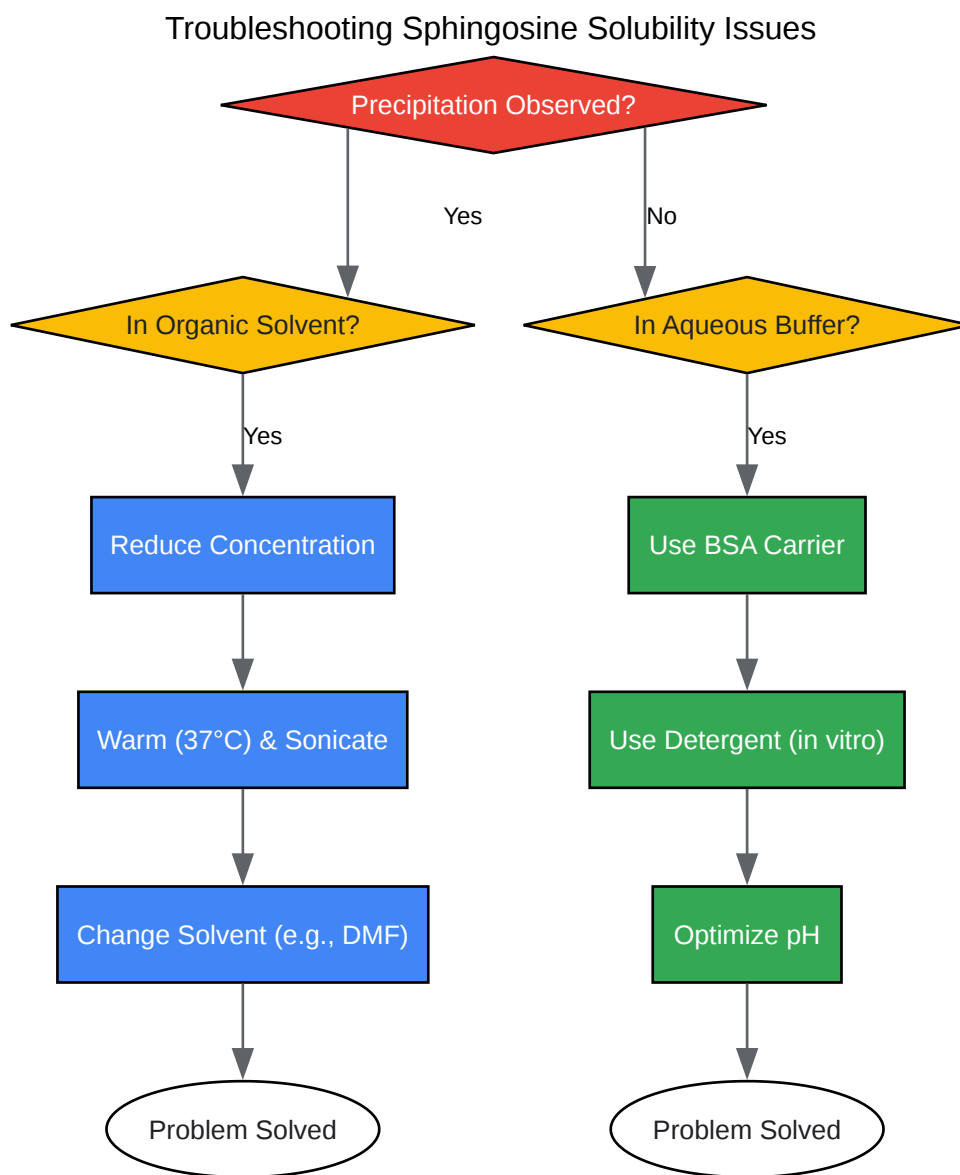 Troubleshooting Sphingosine Solubility Issues
Precipitation Observed?
Yes
No
In Organic Solvent?
In Aqueous Buffer?
Yes
Yes
Reduce Concentration
Use BSA Carrier
Warm (37°C) & Sonicate
Use Detergent (in vitro)
Change Solvent (e.g., DMF)
Optimize pH
Problem Solved
Problem Solved